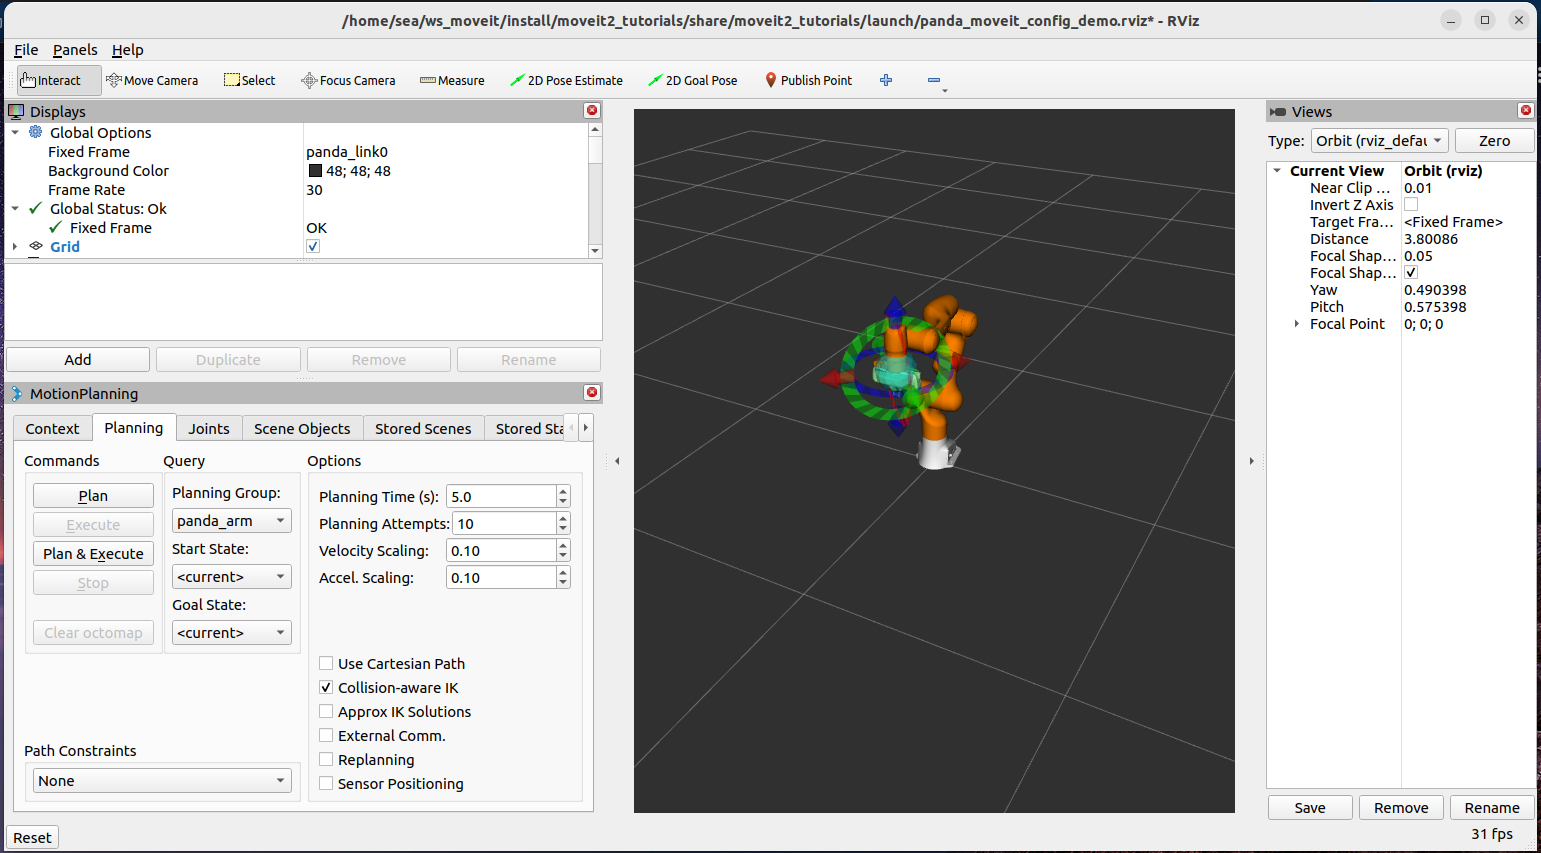 /home/sea/ws_moveit/install/moveit2_tutorials/share/moveit2_tutorials/launch/panda_moveit_config_demo.rviz* - RViz
File Panels Help
Interact Move Camera Select Focus Camera Measure 2D Pose Estimate 2D Goal Pose Publish Point
Displays
Global Options
Fixed Frame panda_link0
Background Color 48; 48; 48
Frame Rate 30
Global Status: Ok
Fixed Frame OK
Grid
Add Duplicate Remove Rename
MotionPlanning
Context Planning Joints Scene Objects Stored Scenes Stored Sta
Commands Query Options
Plan
Execute
Plan & Execute
Stop
Clear octomap
Planning Group:
panda_arm
Start State:
<current>
Goal State:
<current>
Planning Time (s): 5.0
Planning Attempts: 10
Velocity Scaling: 0.10
Accel. Scaling: 0.10
Use Cartesian Path
Collision-aware IK
Approx IK Solutions
External Comm.
Replanning
Sensor Positioning
Path Constraints
None
Reset
Views
Type: Orbit (rviz_defau Zero
Current View Orbit (rviz)
Near Clip ... 0.01
Invert Z Axis
Target Fra... <Fixed Frame>
Distance 3.80086
Focal Shap... 0.05
Focal Shap...
Yaw 0.490398
Pitch 0.575398
Focal Point 0; 0; 0
Save Remove Rename
31 fps